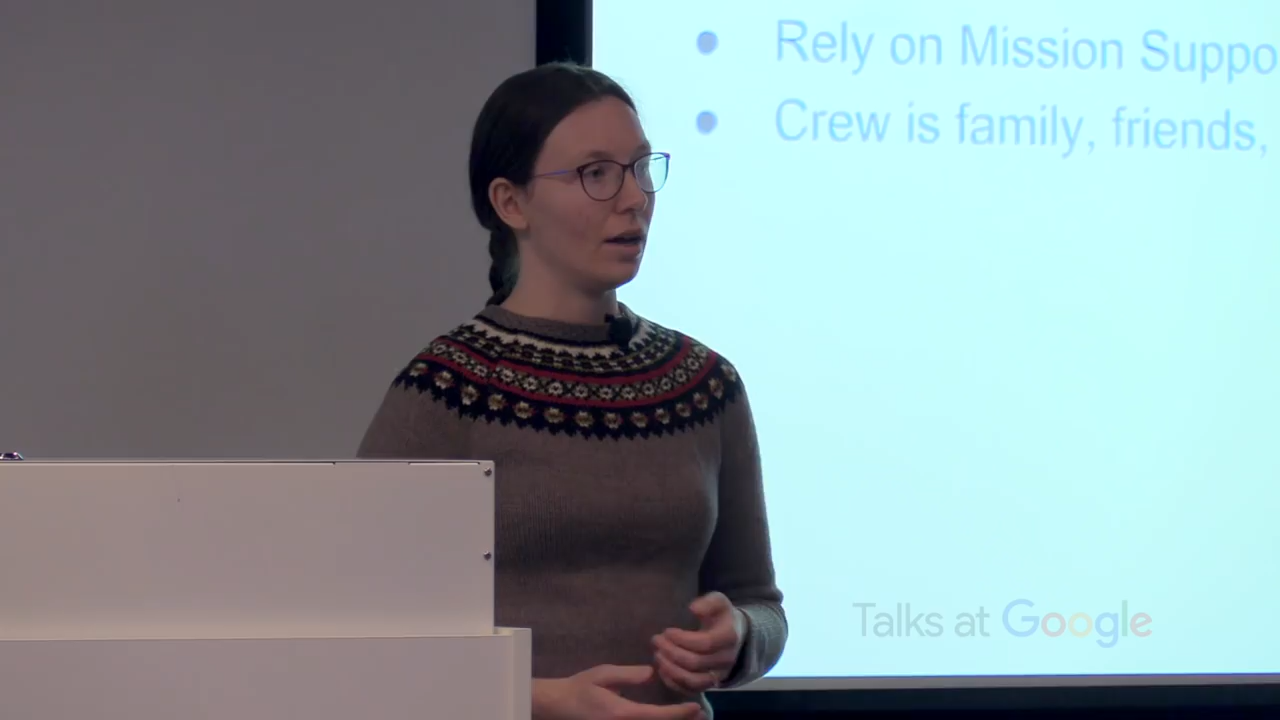 Rely on Mission Suppo
Crew is family, friends,
Talks at Google